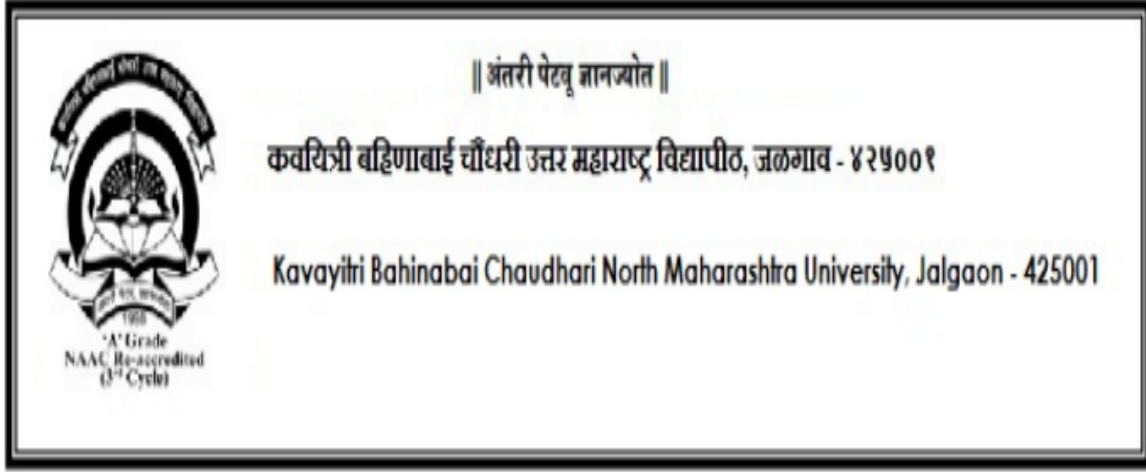 || अंतरी पेटवू ज्ञानज्योत ||
कवयित्री बहिणाबाई चौधरी उत्तर महाराष्ट्र विद्यापीठ, जळगाव - ४२५००१
Kavayitri Bahinabai Chaudhari North Maharashtra University, Jalgaon - 425001
'A' Grade
NAAC Re-accredited
(3rd Cycle)